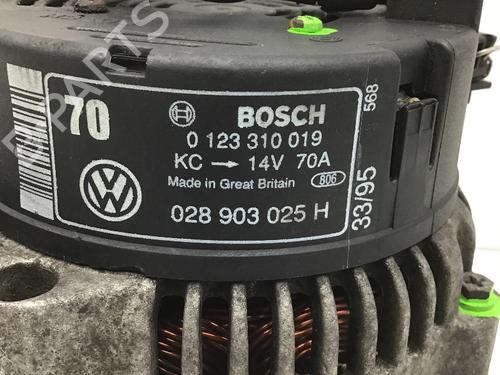 70
BOSCH
0 123 310 019
KC → 14V 70A
Made in Great Britain 806
028 903 025 H
33/95
568
PARTS